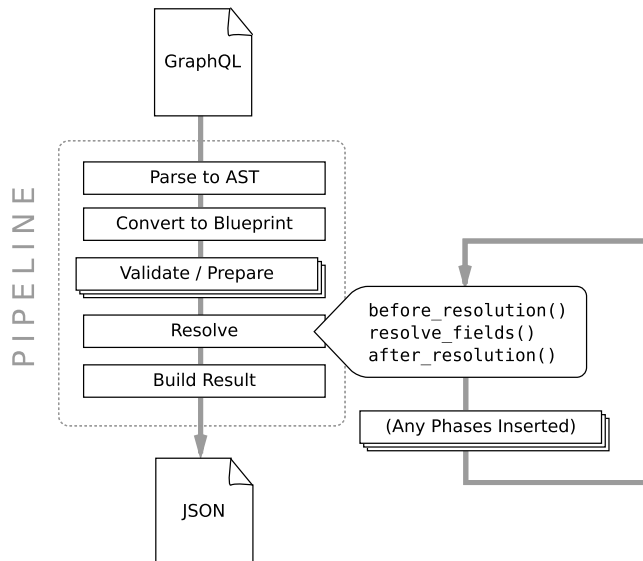 GraphQL
PIPELINE
Parse to AST
Convert to Blueprint
Validate / Prepare
Resolve
Build Result
before_resolution()
resolve_fields()
after_resolution()
(Any Phases Inserted)
JSON